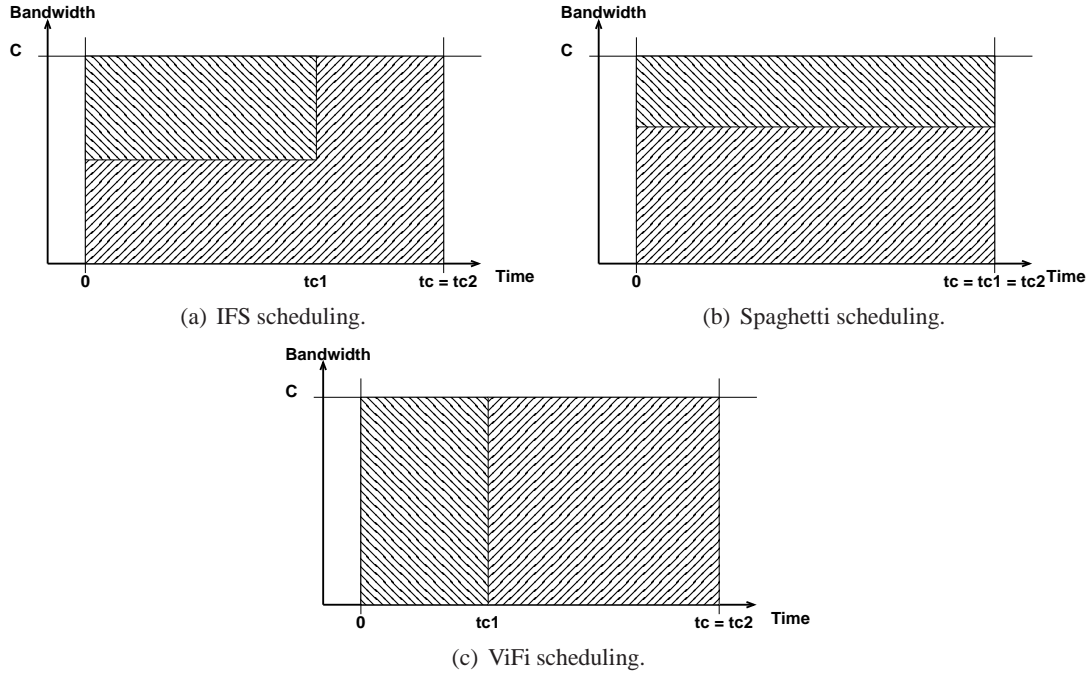 Bandwidth
C
0
tc1
tc = tc2
Time
(a) IFS scheduling.
Bandwidth
C
0
tc = tc1 = tc2
Time
(b) Spaghetti scheduling.
Bandwidth
C
0
tc1
tc = tc2
Time
(c) ViFi scheduling.